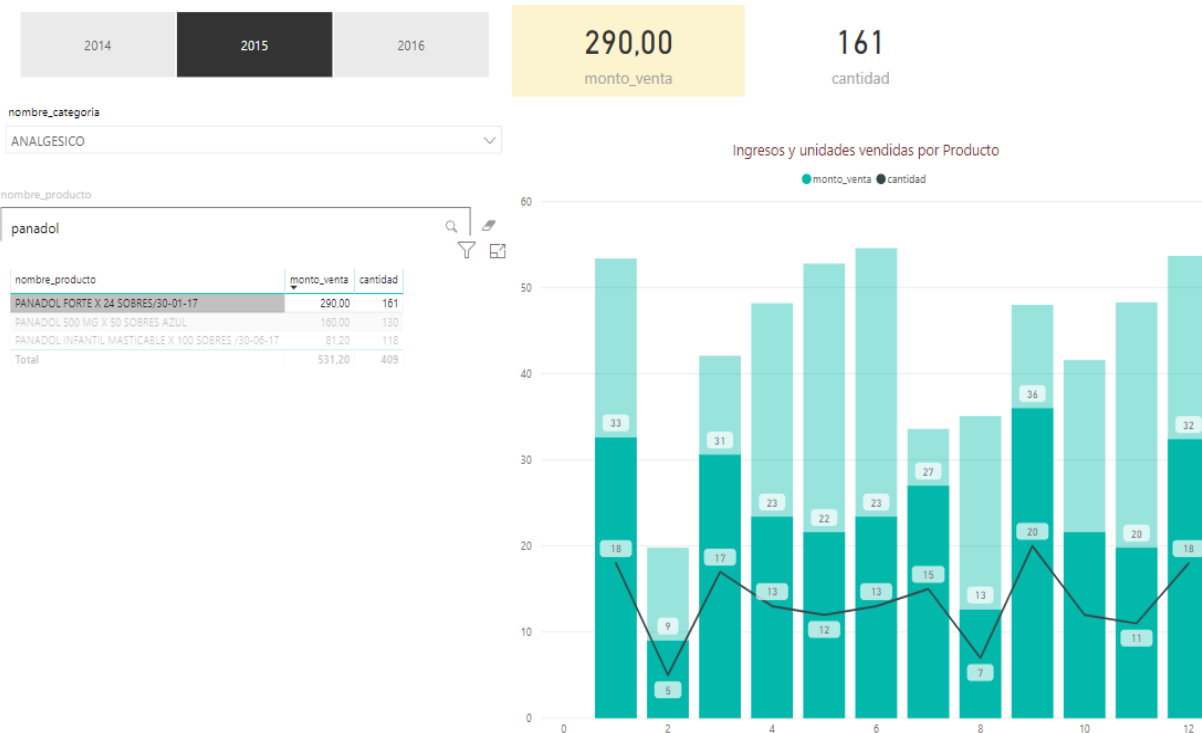 2014 2015 2016
290,00
monto_venta
161
cantidad
nombre_categoria
ANALGESICO
nombre_producto
panadol
nombre_producto monto_venta cantidad
PANADOL FORTE X 24 SOBRES/30-01-17 290,00 161
PANADOL 500 MG X 50 SOBRES AZUL 160,00 130
PANADOL INFANTIL MASTICABLE X 100 SOBRES /30-06-17 81,20 118
Total 531,20 409
Ingresos y unidades vendidas por Producto
monto_venta cantidad
60
50
40
30
20
10
0
33 9 31 23 22 23 27 13 36 20 32
18 5 17 13 12 13 15 7 20 11 18
0 2 4 6 8 10 12